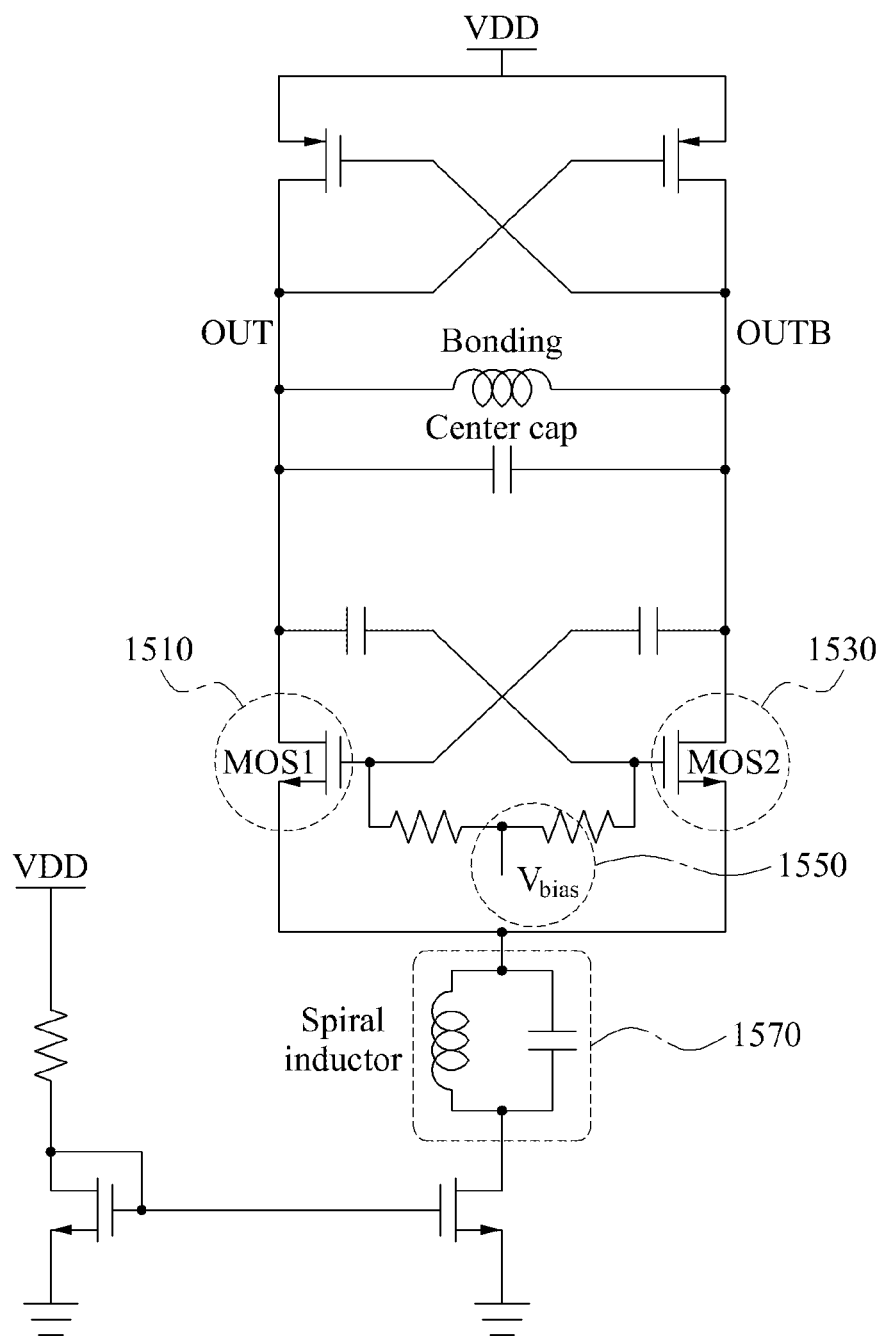 VDD
OUT
OUTB
Bonding
Center cap
1510
1530
MOS1
MOS2
VDD
Vbias
1550
Spiral
inductor
1570